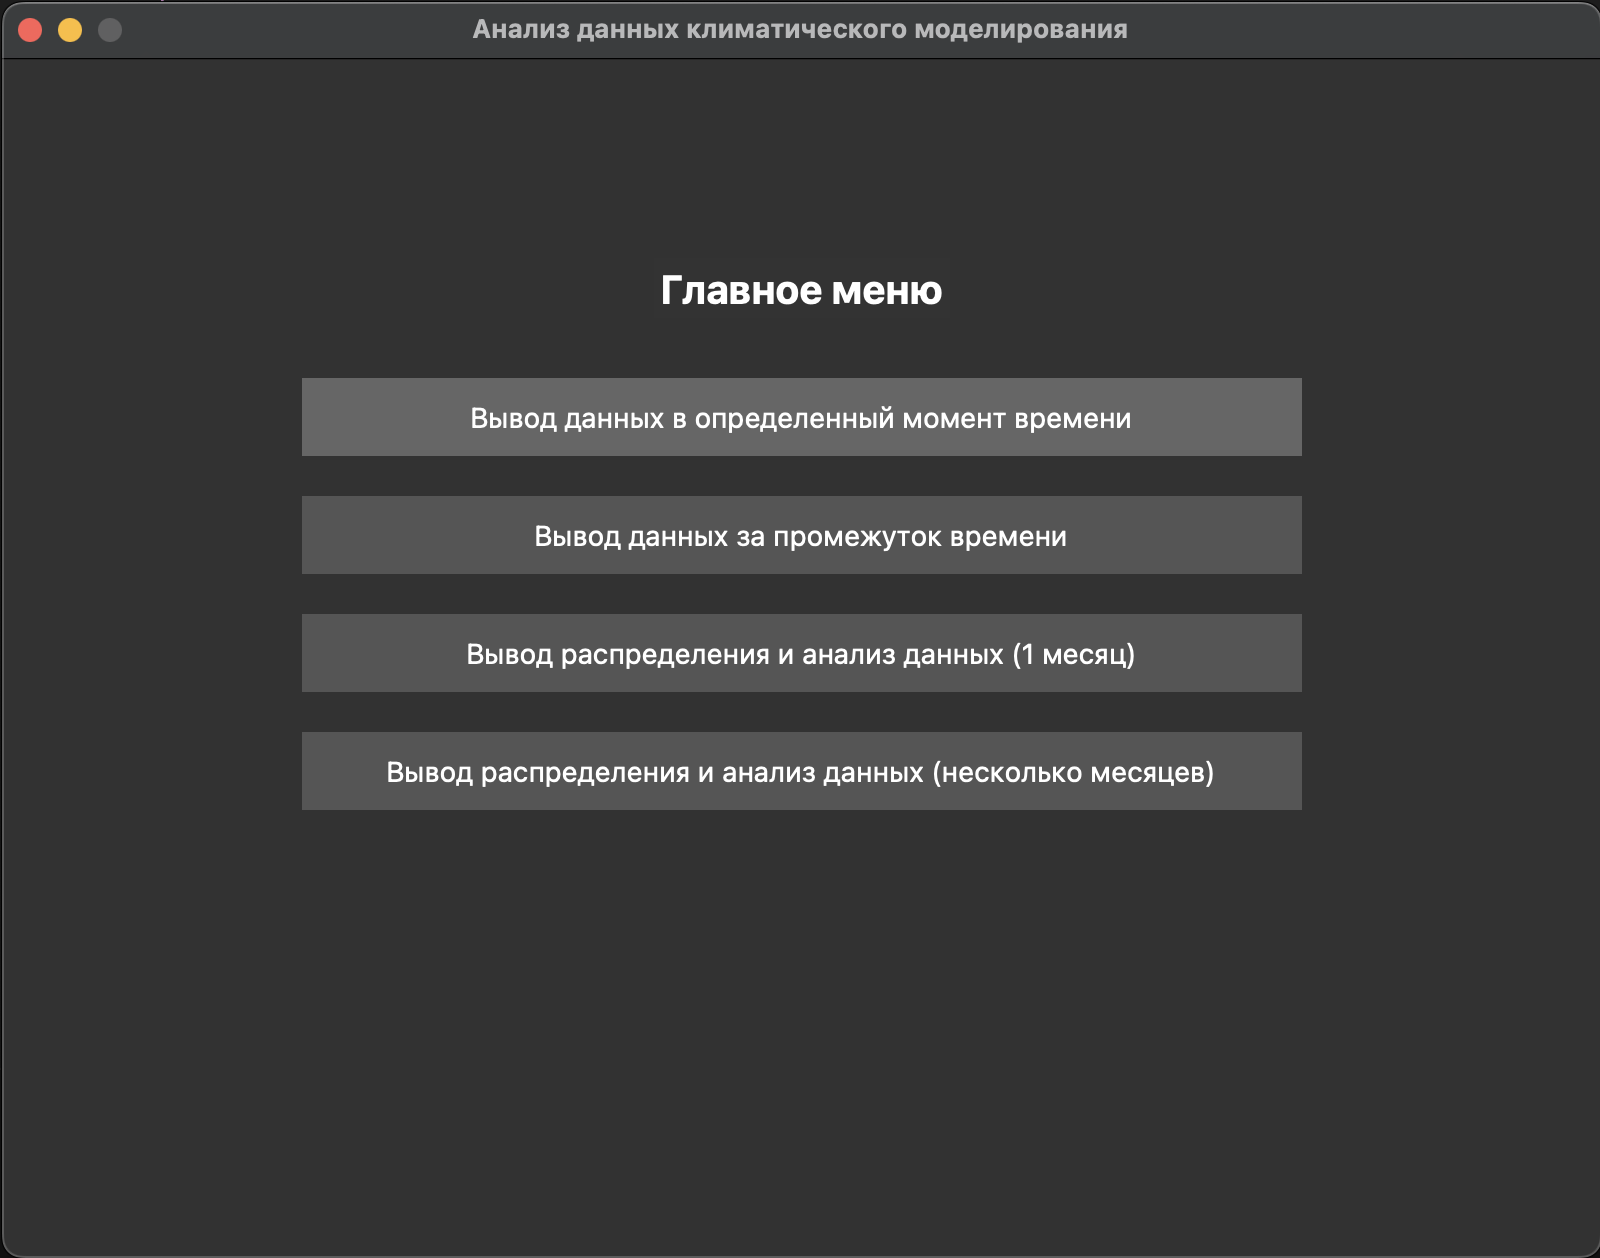 Анализ данных климатического моделирования
Главное меню
Вывод данных в определенный момент времени
Вывод данных за промежуток времени
Вывод распределения и анализ данных (1 месяц)
Вывод распределения и анализ данных (несколько месяцев)